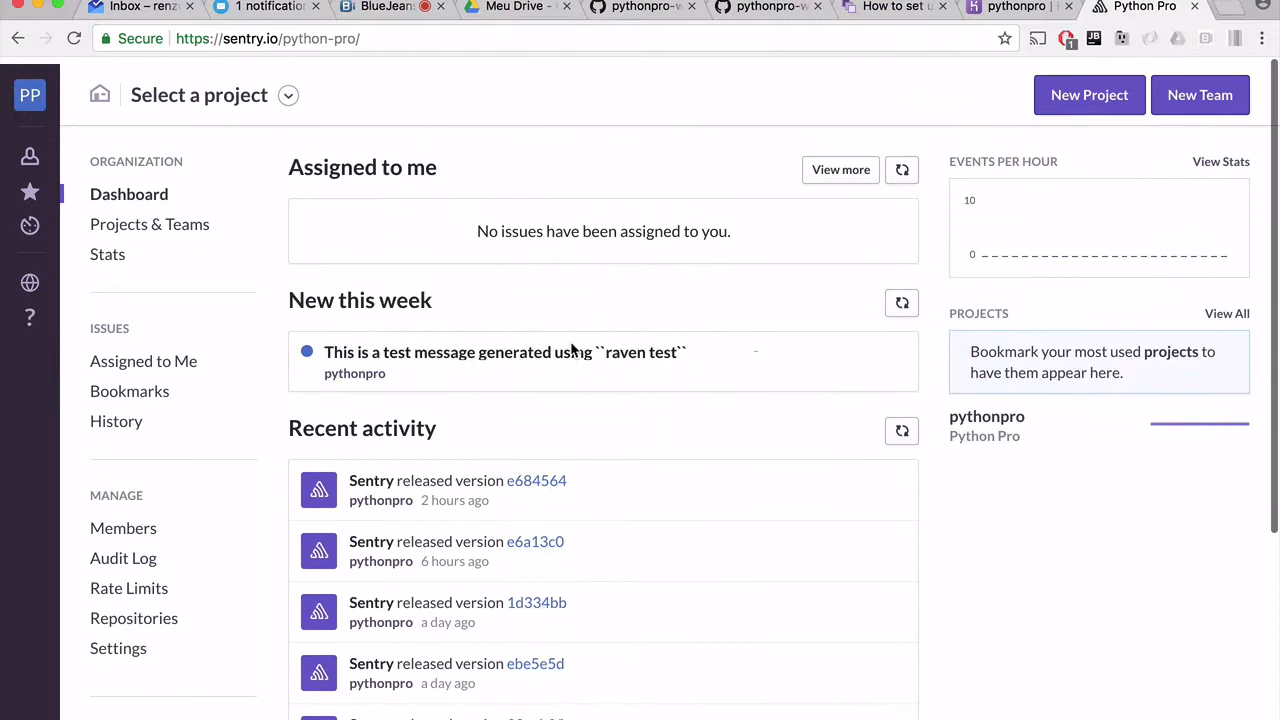 Inbox – renz
1 notification
BlueJeans
Meu Drive -
pythonpro-w
pythonpro-w
How to set u
pythonpro |
Python Pro
Secure
https://sentry.io/python-pro/
1
JB
PP
Select a project
New Project
New Team
ORGANIZATION
Dashboard
Projects & Teams
Stats
ISSUES
Assigned to Me
Bookmarks
History
MANAGE
Members
Audit Log
Rate Limits
Repositories
Settings
?
Assigned to me
View more
No issues have been assigned to you.
New this week
This is a test message generated using ``raven test``
-
pythonpro
Recent activity
Sentry released version e684564
pythonpro 2 hours ago
Sentry released version e6a13c0
pythonpro 6 hours ago
Sentry released version 1d334bb
pythonpro a day ago
Sentry released version ebe5e5d
pythonpro a day ago
EVENTS PER HOUR
View Stats
10
0
PROJECTS
View All
Bookmark your most used projects to
have them appear here.
pythonpro
Python Pro